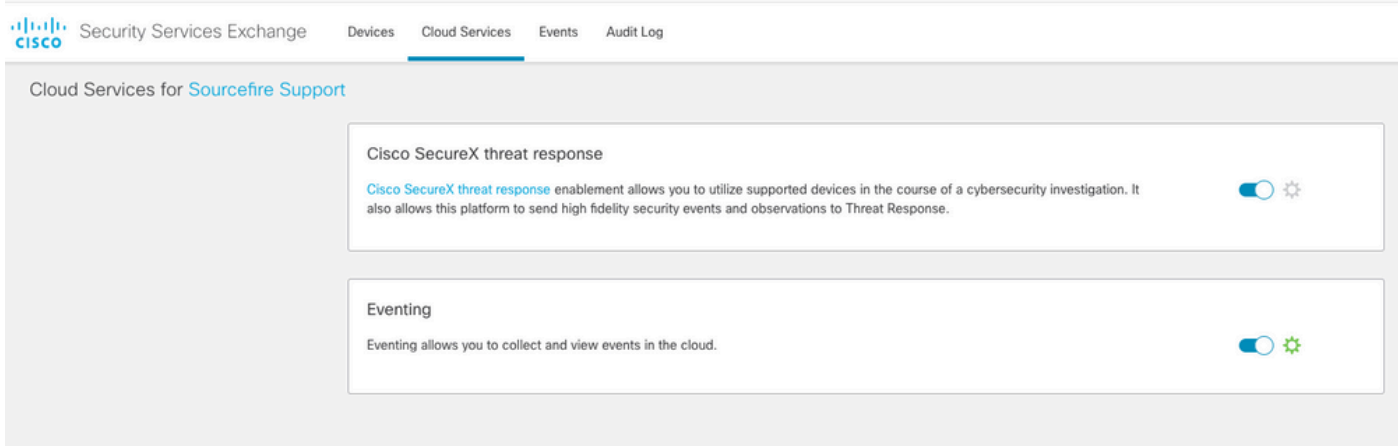 CISCO Security Services Exchange Devices Cloud Services Events Audit Log
Cloud Services for Sourcefire Support
Cisco SecureX threat response
Cisco SecureX threat response enablement allows you to utilize supported devices in the course of a cybersecurity investigation. It
also allows this platform to send high fidelity security events and observations to Threat Response.
Eventing
Eventing allows you to collect and view events in the cloud.